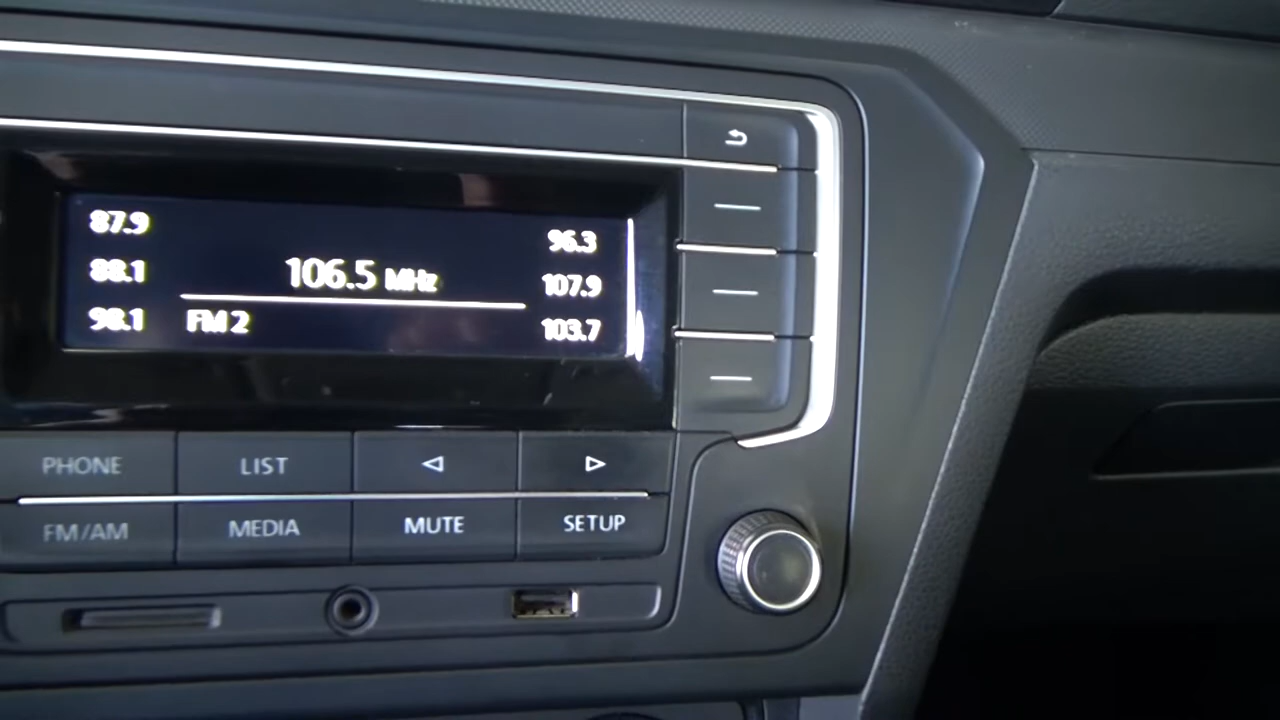 87.9
88.1
98.1
106.5 MHz
FM 2
96.3
107.9
103.7
PHONE
LIST
FM/AM
MEDIA
MUTE
SETUP